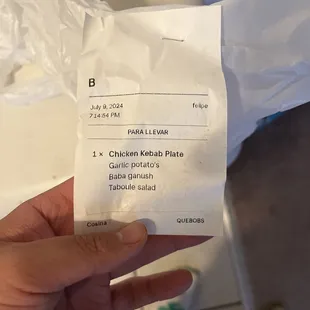 B
July 9, 2024 felipe
7:14:54 PM
PARA LLEVAR
1 × Chicken Kebab Plate
Garlic potato's
Baba ganush
Taboule salad
Cocina QUEBOBS